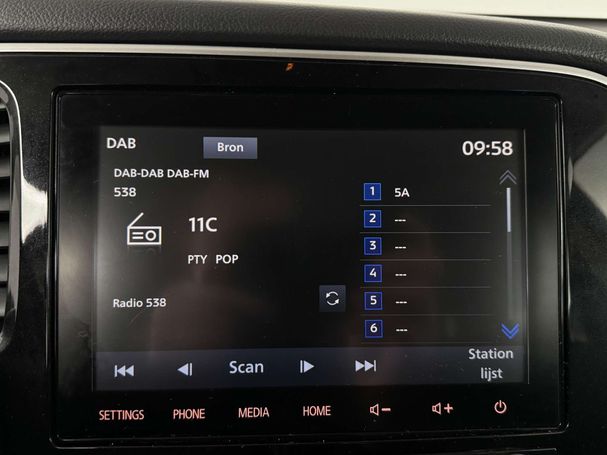 DAB Bron 09:58
DAB-DAB DAB-FM
538
11C
PTY POP
Radio 538
1 5A
2 ---
3 ---
4 ---
5 ---
6 ---
Scan
Station
lijst
SETTINGS PHONE MEDIA HOME - +